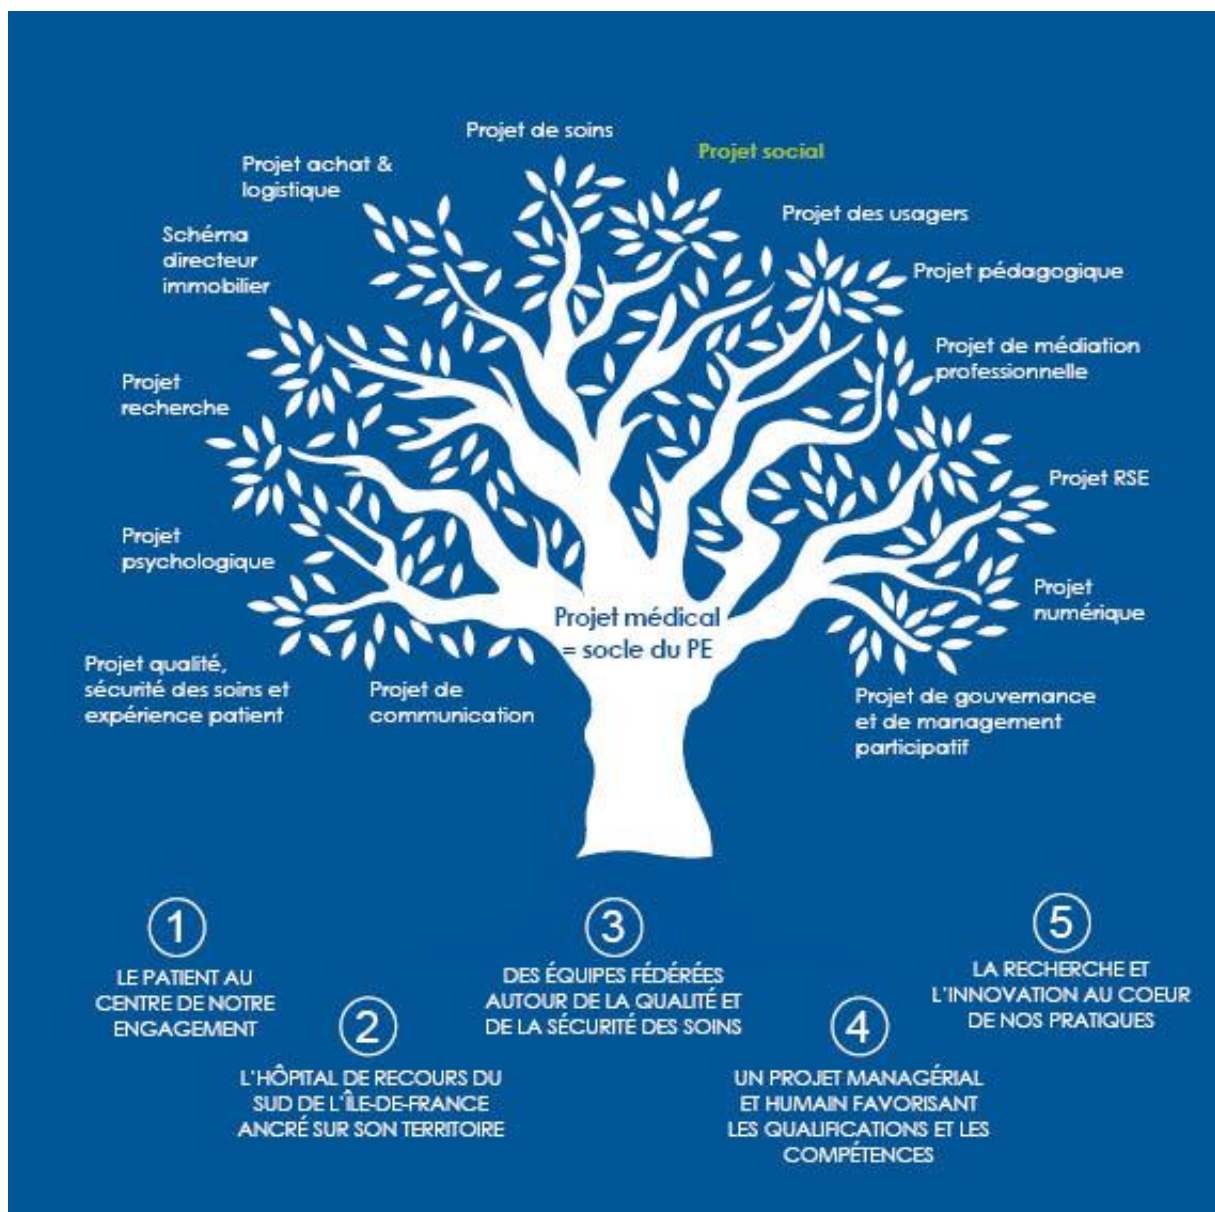 Projet de soins
Projet social
Projet achat &
logistique
Projet des usagers
Schéma
directeur
immobilier
Projet pédagogique
Projet de médiation
professionnelle
Projet
recherche
Projet RSE
Projet
psychologique
Projet
numérique
Projet médical
= socle du PE
Projet qualité,
sécurité des soins et
expérience patient
Projet de
communication
Projet de gouvernance
et de management
participatif
1
LE PATIENT AU
CENTRE DE NOTRE
ENGAGEMENT
2
L'HÔPITAL DE RECOURS DU
SUD DE L'ÎLE-DE-FRANCE
ANCRÉ SUR SON TERRITOIRE
3
DES ÉQUIPES FÉDÉRÉES
AUTOUR DE LA QUALITÉ ET
DE LA SÉCURITÉ DES SOINS
4
UN PROJET MANAGÉRIAL
ET HUMAIN FAVORISANT
LES QUALIFICATIONS ET LES
COMPÉTENCES
5
LA RECHERCHE ET
L'INNOVATION AU COEUR
DE NOS PRATIQUES